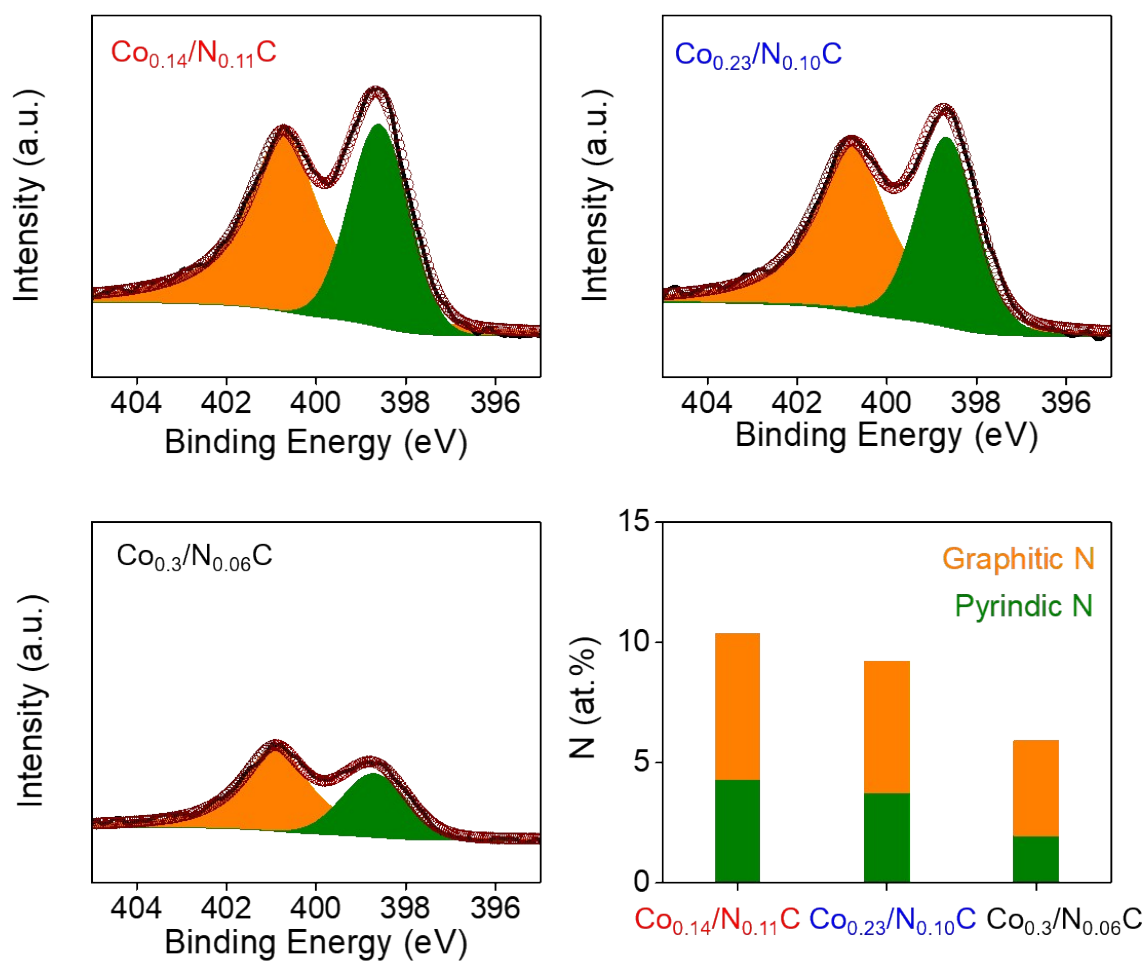 Co0.14/N0.11C
Intensity (a.u.)
404 402 400 398 396
Binding Energy (eV)
Co0.23/N0.10C
Intensity (a.u.)
404 402 400 398 396
Binding Energy (eV)
Co0.3/N0.06C
Intensity (a.u.)
404 402 400 398 396
Binding Energy (eV)
15
10
5
0
N (at.%)
Graphitic N
Pyrindic N
Co0.14/N0.11C Co0.23/N0.10C Co0.3/N0.06C